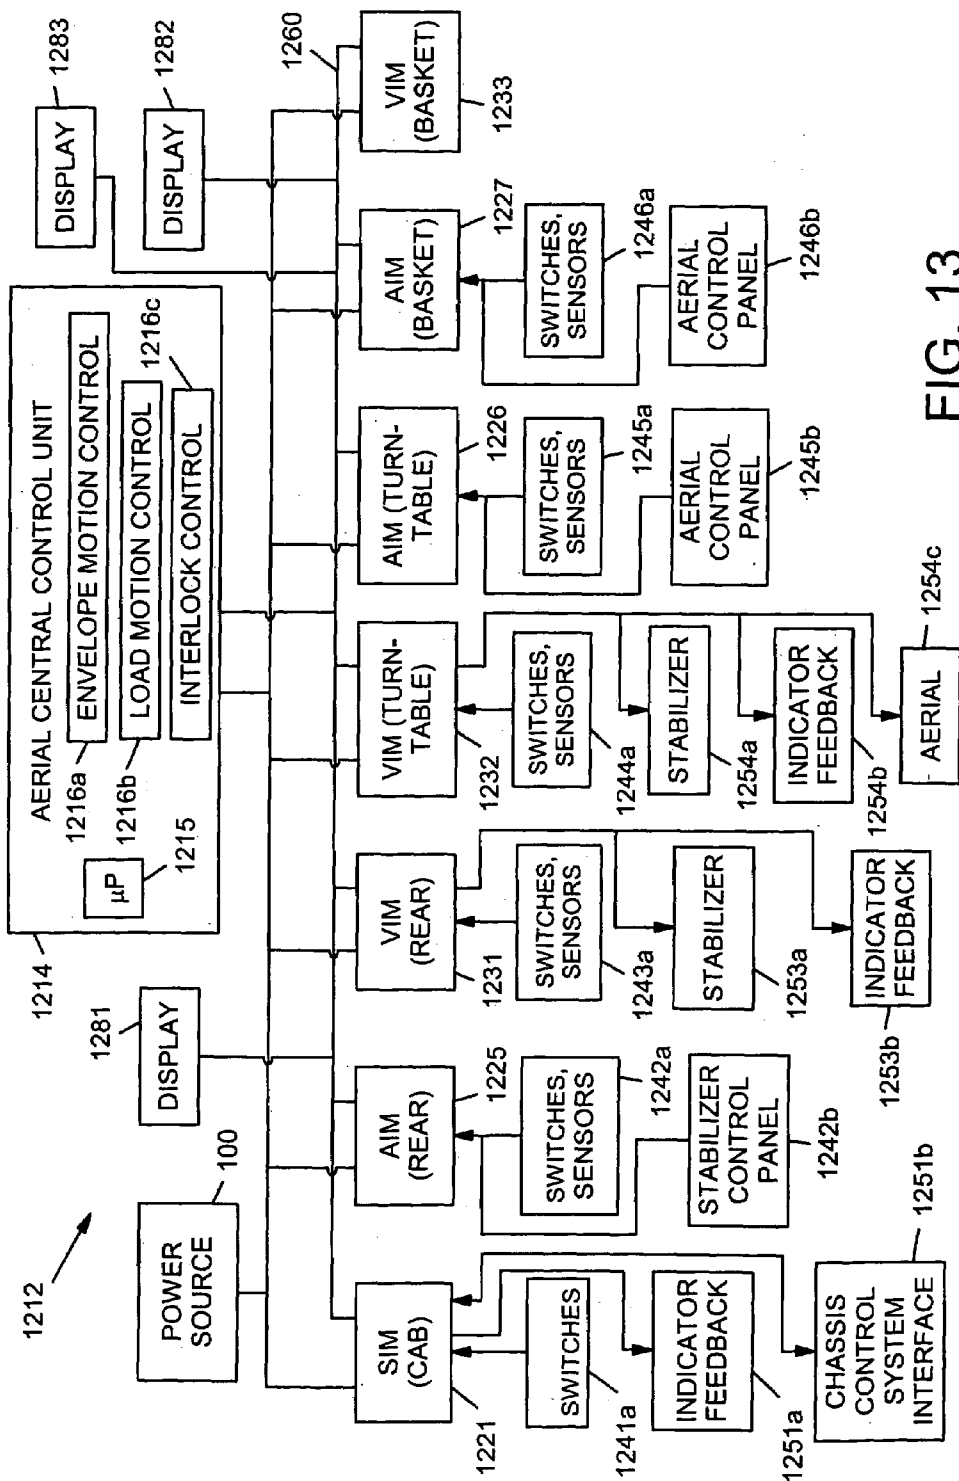 1212
POWER
SOURCE
100
DISPLAY
1281
1214
AERIAL CENTRAL CONTROL UNIT
µP
1215
1216a
ENVELOPE MOTION CONTROL
1216b
LOAD MOTION CONTROL
1216c
INTERLOCK CONTROL
DISPLAY
1283
DISPLAY
1282
1260
SIM
(CAB)
1221
AIM
(REAR)
1225
VIM
(REAR)
1231
VIM (TURN-
TABLE)
1232
AIM (TURN-
TABLE)
1226
AIM
(BASKET)
1227
VIM
(BASKET)
1233
SWITCHES
1241a
SWITCHES,
SENSORS
1242a
SWITCHES,
SENSORS
1243a
SWITCHES,
SENSORS
1244a
SWITCHES,
SENSORS
1245a
SWITCHES,
SENSORS
1246a
INDICATOR
FEEDBACK
1251a
STABILIZER
CONTROL
PANEL
1242b
STABILIZER
1253a
STABILIZER
1254a
AERIAL
CONTROL
PANEL
1245b
AERIAL
CONTROL
PANEL
1246b
CHASSIS
CONTROL
SYSTEM
INTERFACE
1251b
INDICATOR
FEEDBACK
1253b
INDICATOR
FEEDBACK
1254b
AERIAL
1254c
FIG. 13